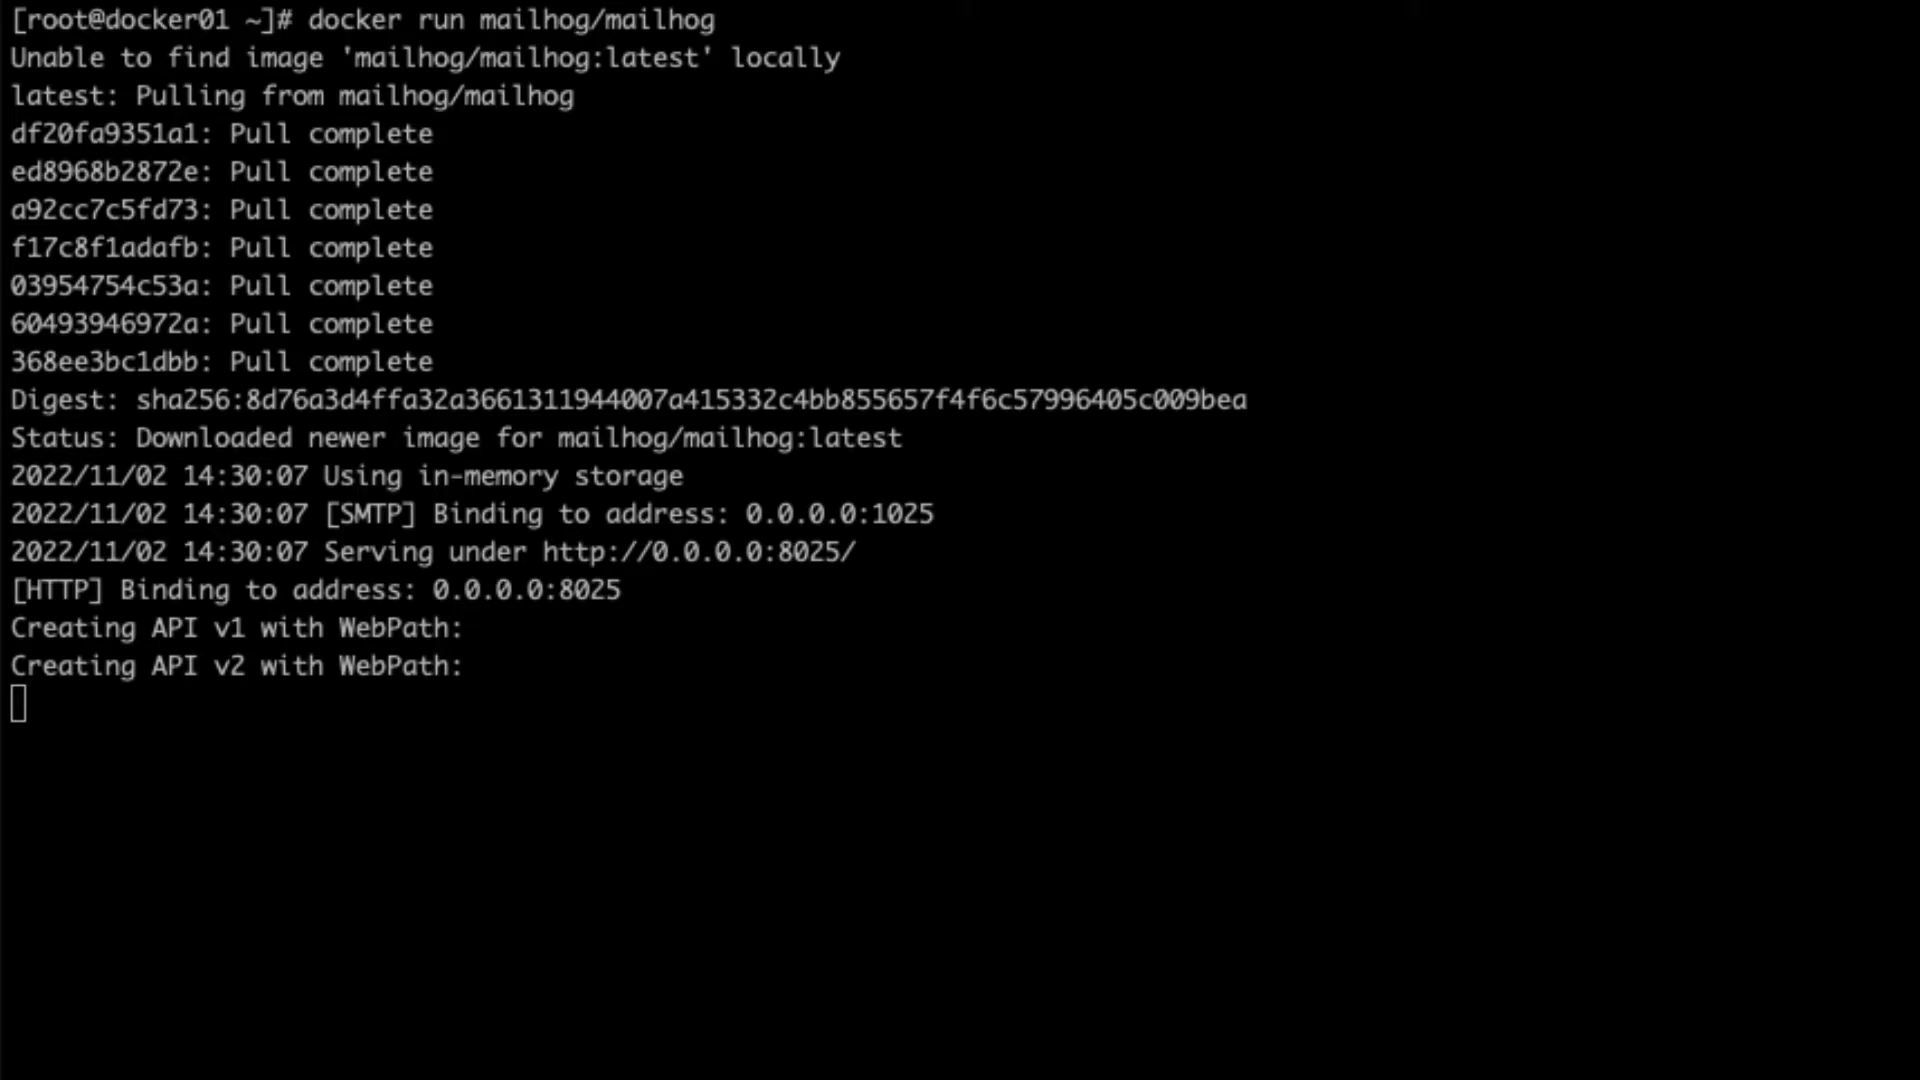 [root@docker01 ~]# docker run mailhog/mailhog
Unable to find image 'mailhog/mailhog:latest' locally
latest: Pulling from mailhog/mailhog
df20fa9351a1: Pull complete
ed8968b2872e: Pull complete
a92cc7c5fd73: Pull complete
f17c8f1adafb: Pull complete
03954754c53a: Pull complete
60493946972a: Pull complete
368ee3bc1dbb: Pull complete
Digest: sha256:8d76a3d4ffa32a3661311944007a415332c4bb855657f4f6c57996405c009bea
Status: Downloaded newer image for mailhog/mailhog:latest
2022/11/02 14:30:07 Using in-memory storage
2022/11/02 14:30:07 [SMTP] Binding to address: 0.0.0.0:1025
2022/11/02 14:30:07 Serving under http://0.0.0.0:8025/
[HTTP] Binding to address: 0.0.0.0:8025
Creating API v1 with WebPath:
Creating API v2 with WebPath: